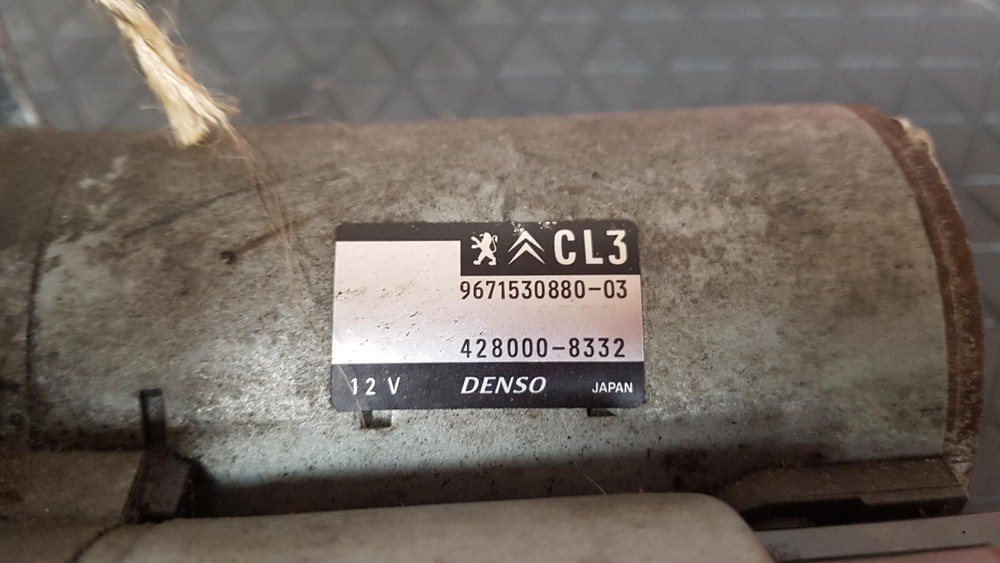 CL3
9671530880-03
428000-8332
12 V DENSO JAPAN